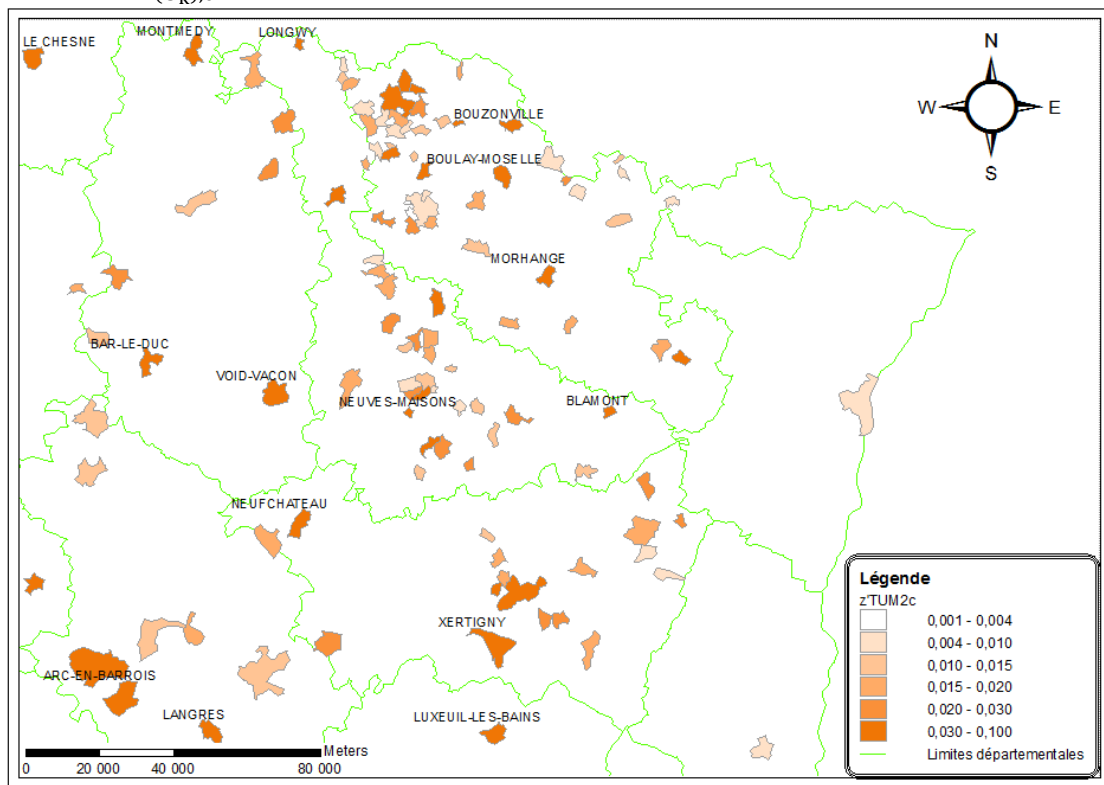 LE CHESNE
MONTMEDY
LONGWY
N
W
E
S
BOUZONVILLE
BOULAY-MOSELLE
MORHANGE
BAR-LE-DUC
VOID-VACON
NEUVES-MAISONS
BLAMONT
NEUFCHATEAU
XERTIGNY
ARC-EN-BARROIS
LANGRES
LUXEUIL-LES-BAINS
Meters
0 20 000 40 000 80 000
Légende
z'TUM2c
0,001 - 0,004
0,004 - 0,010
0,010 - 0,015
0,015 - 0,020
0,020 - 0,030
0,030 - 0,100
Limites départementales